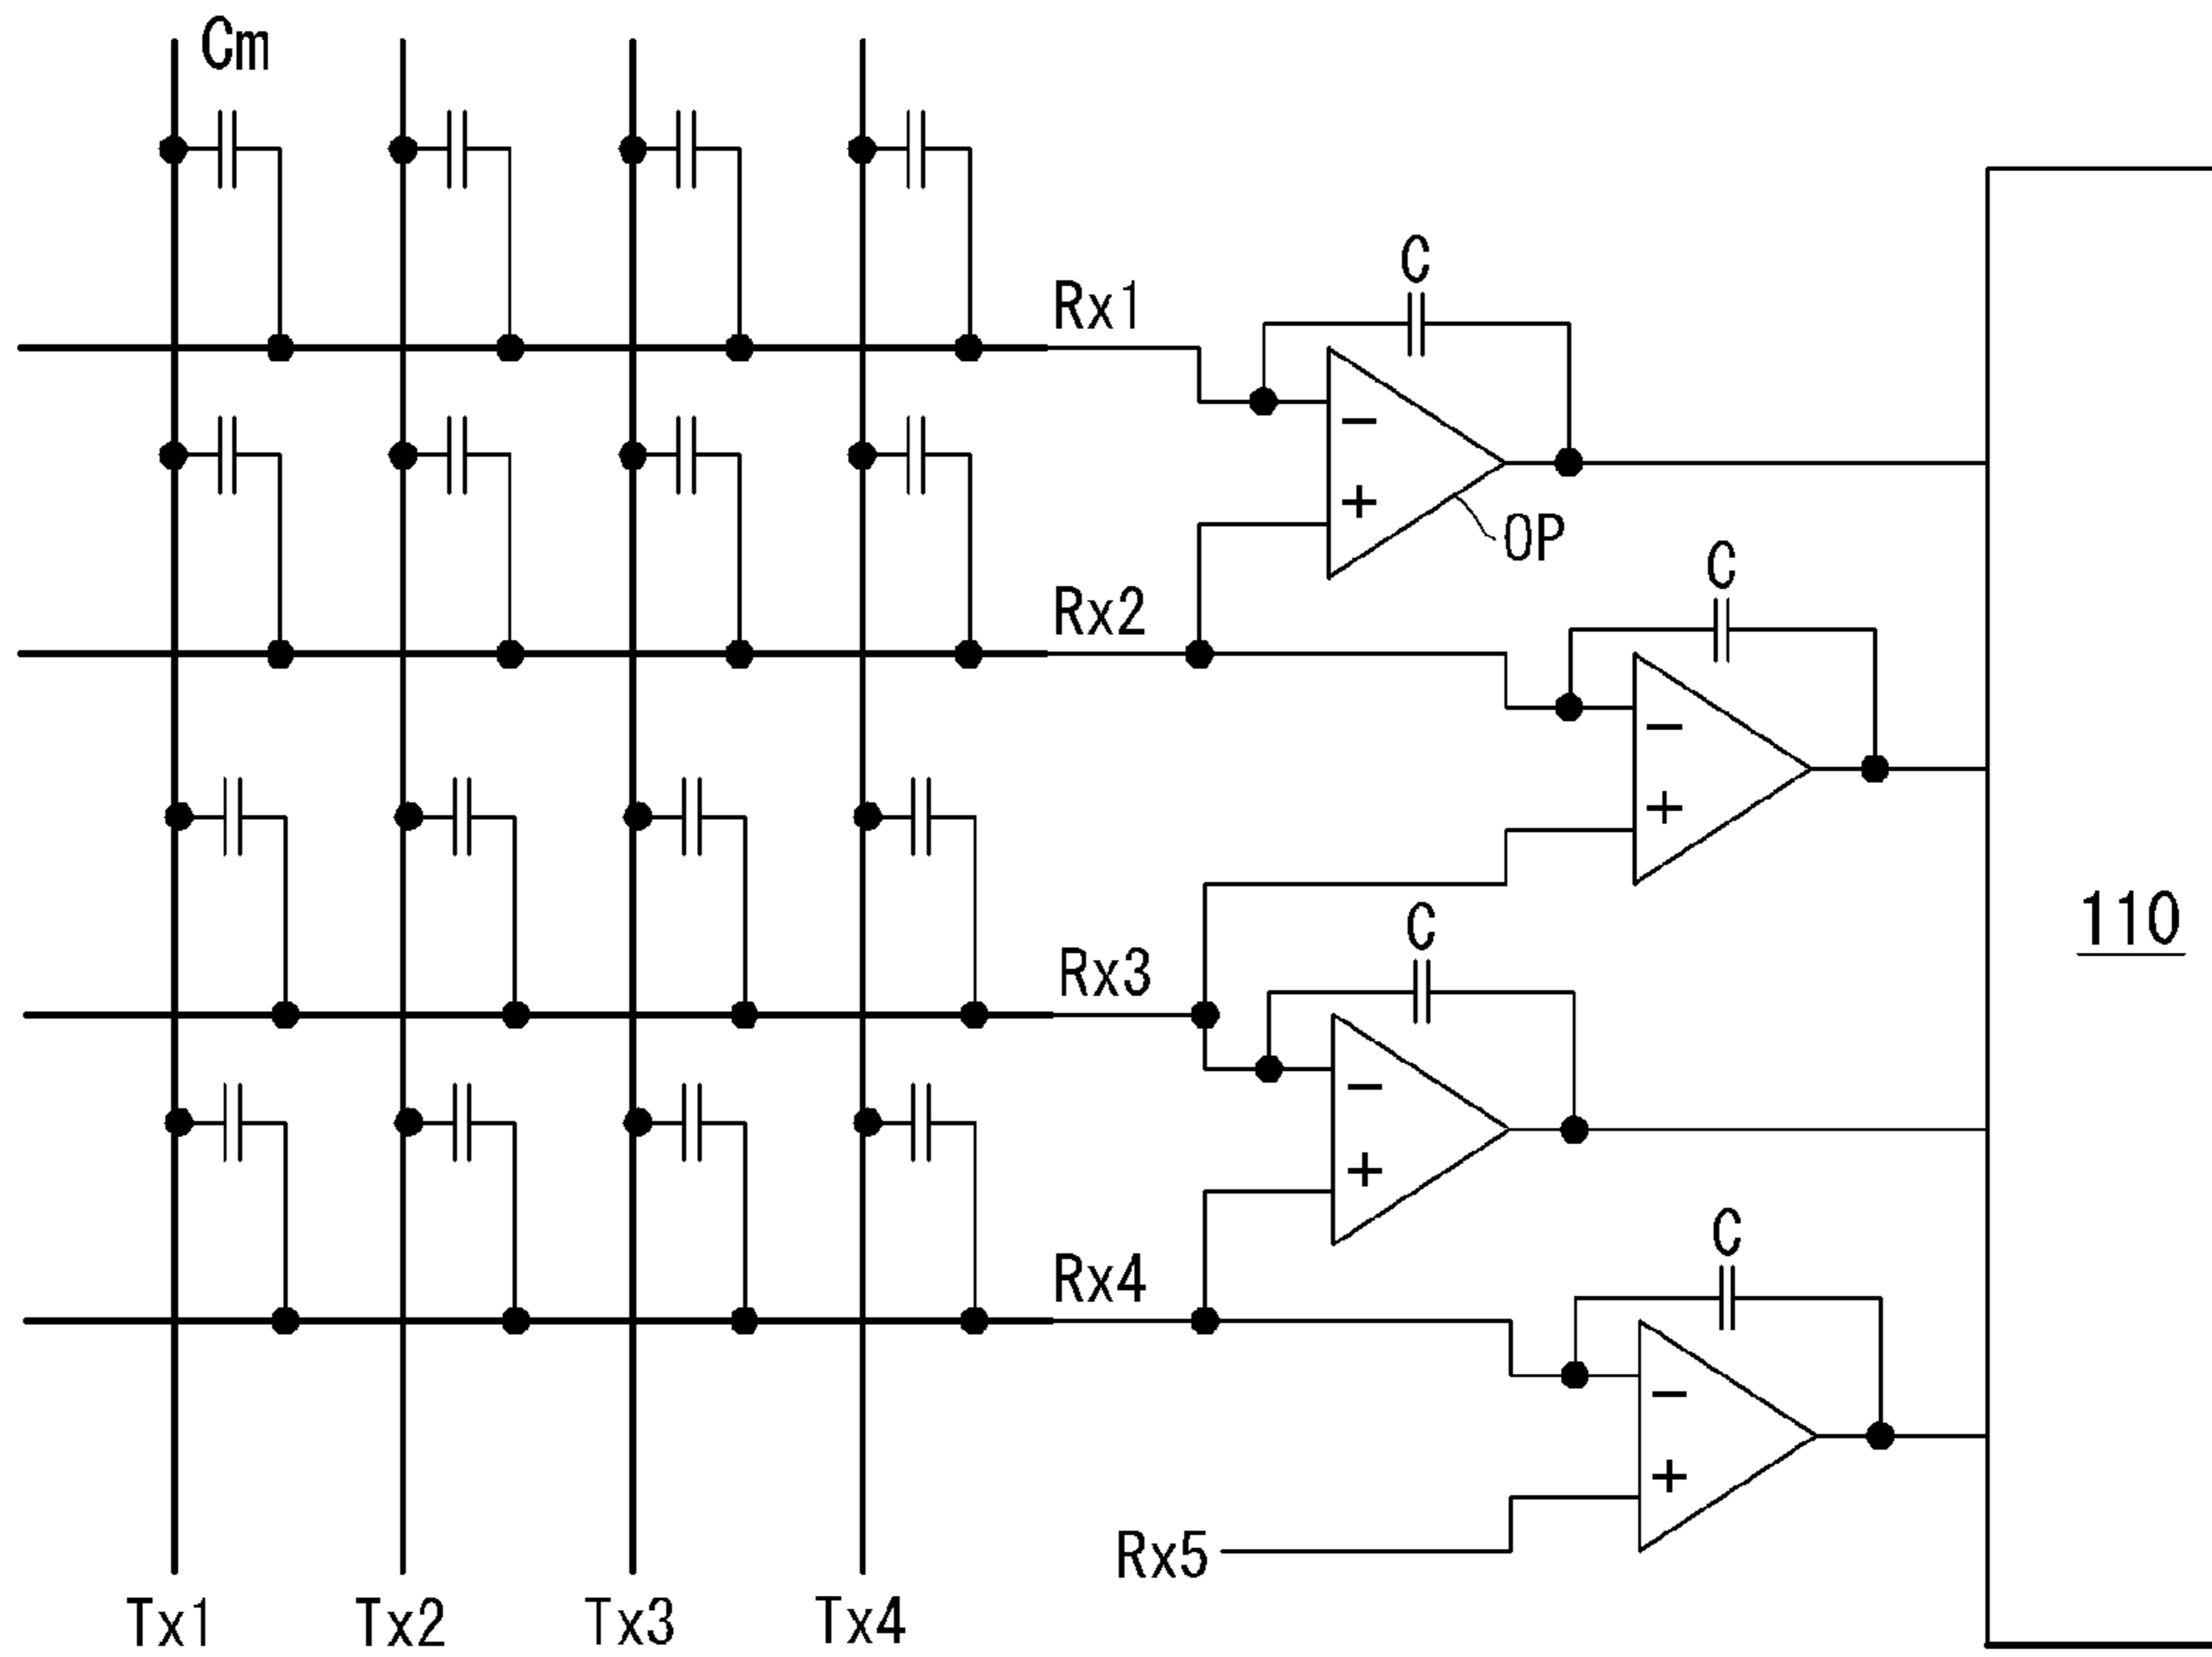 Cm
C
Rx1
−
+
OP
C
Rx2
−
+
110
C
Rx3
−
+
C
Rx4
−
+
Rx5
Tx1 Tx2 Tx3 Tx4